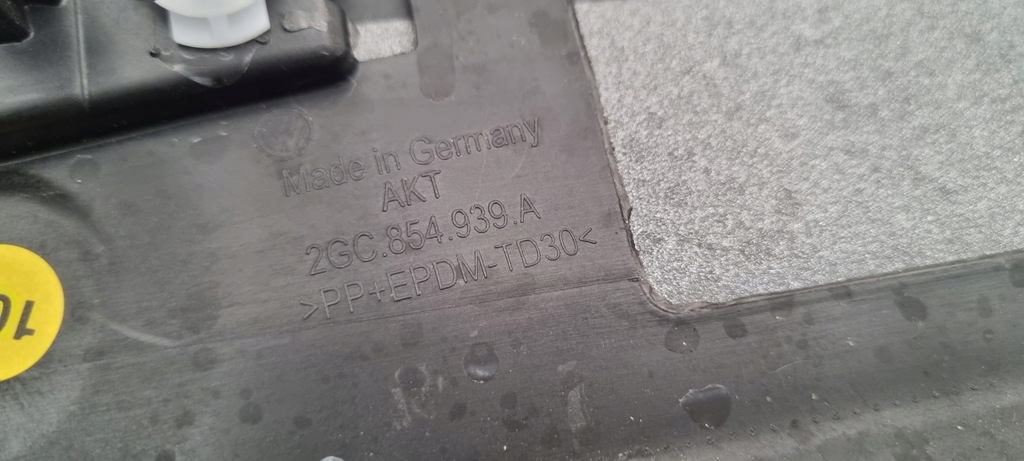 Made in Germany
AKT
2GC.854.939.A
>PP+EPDM-TD30<